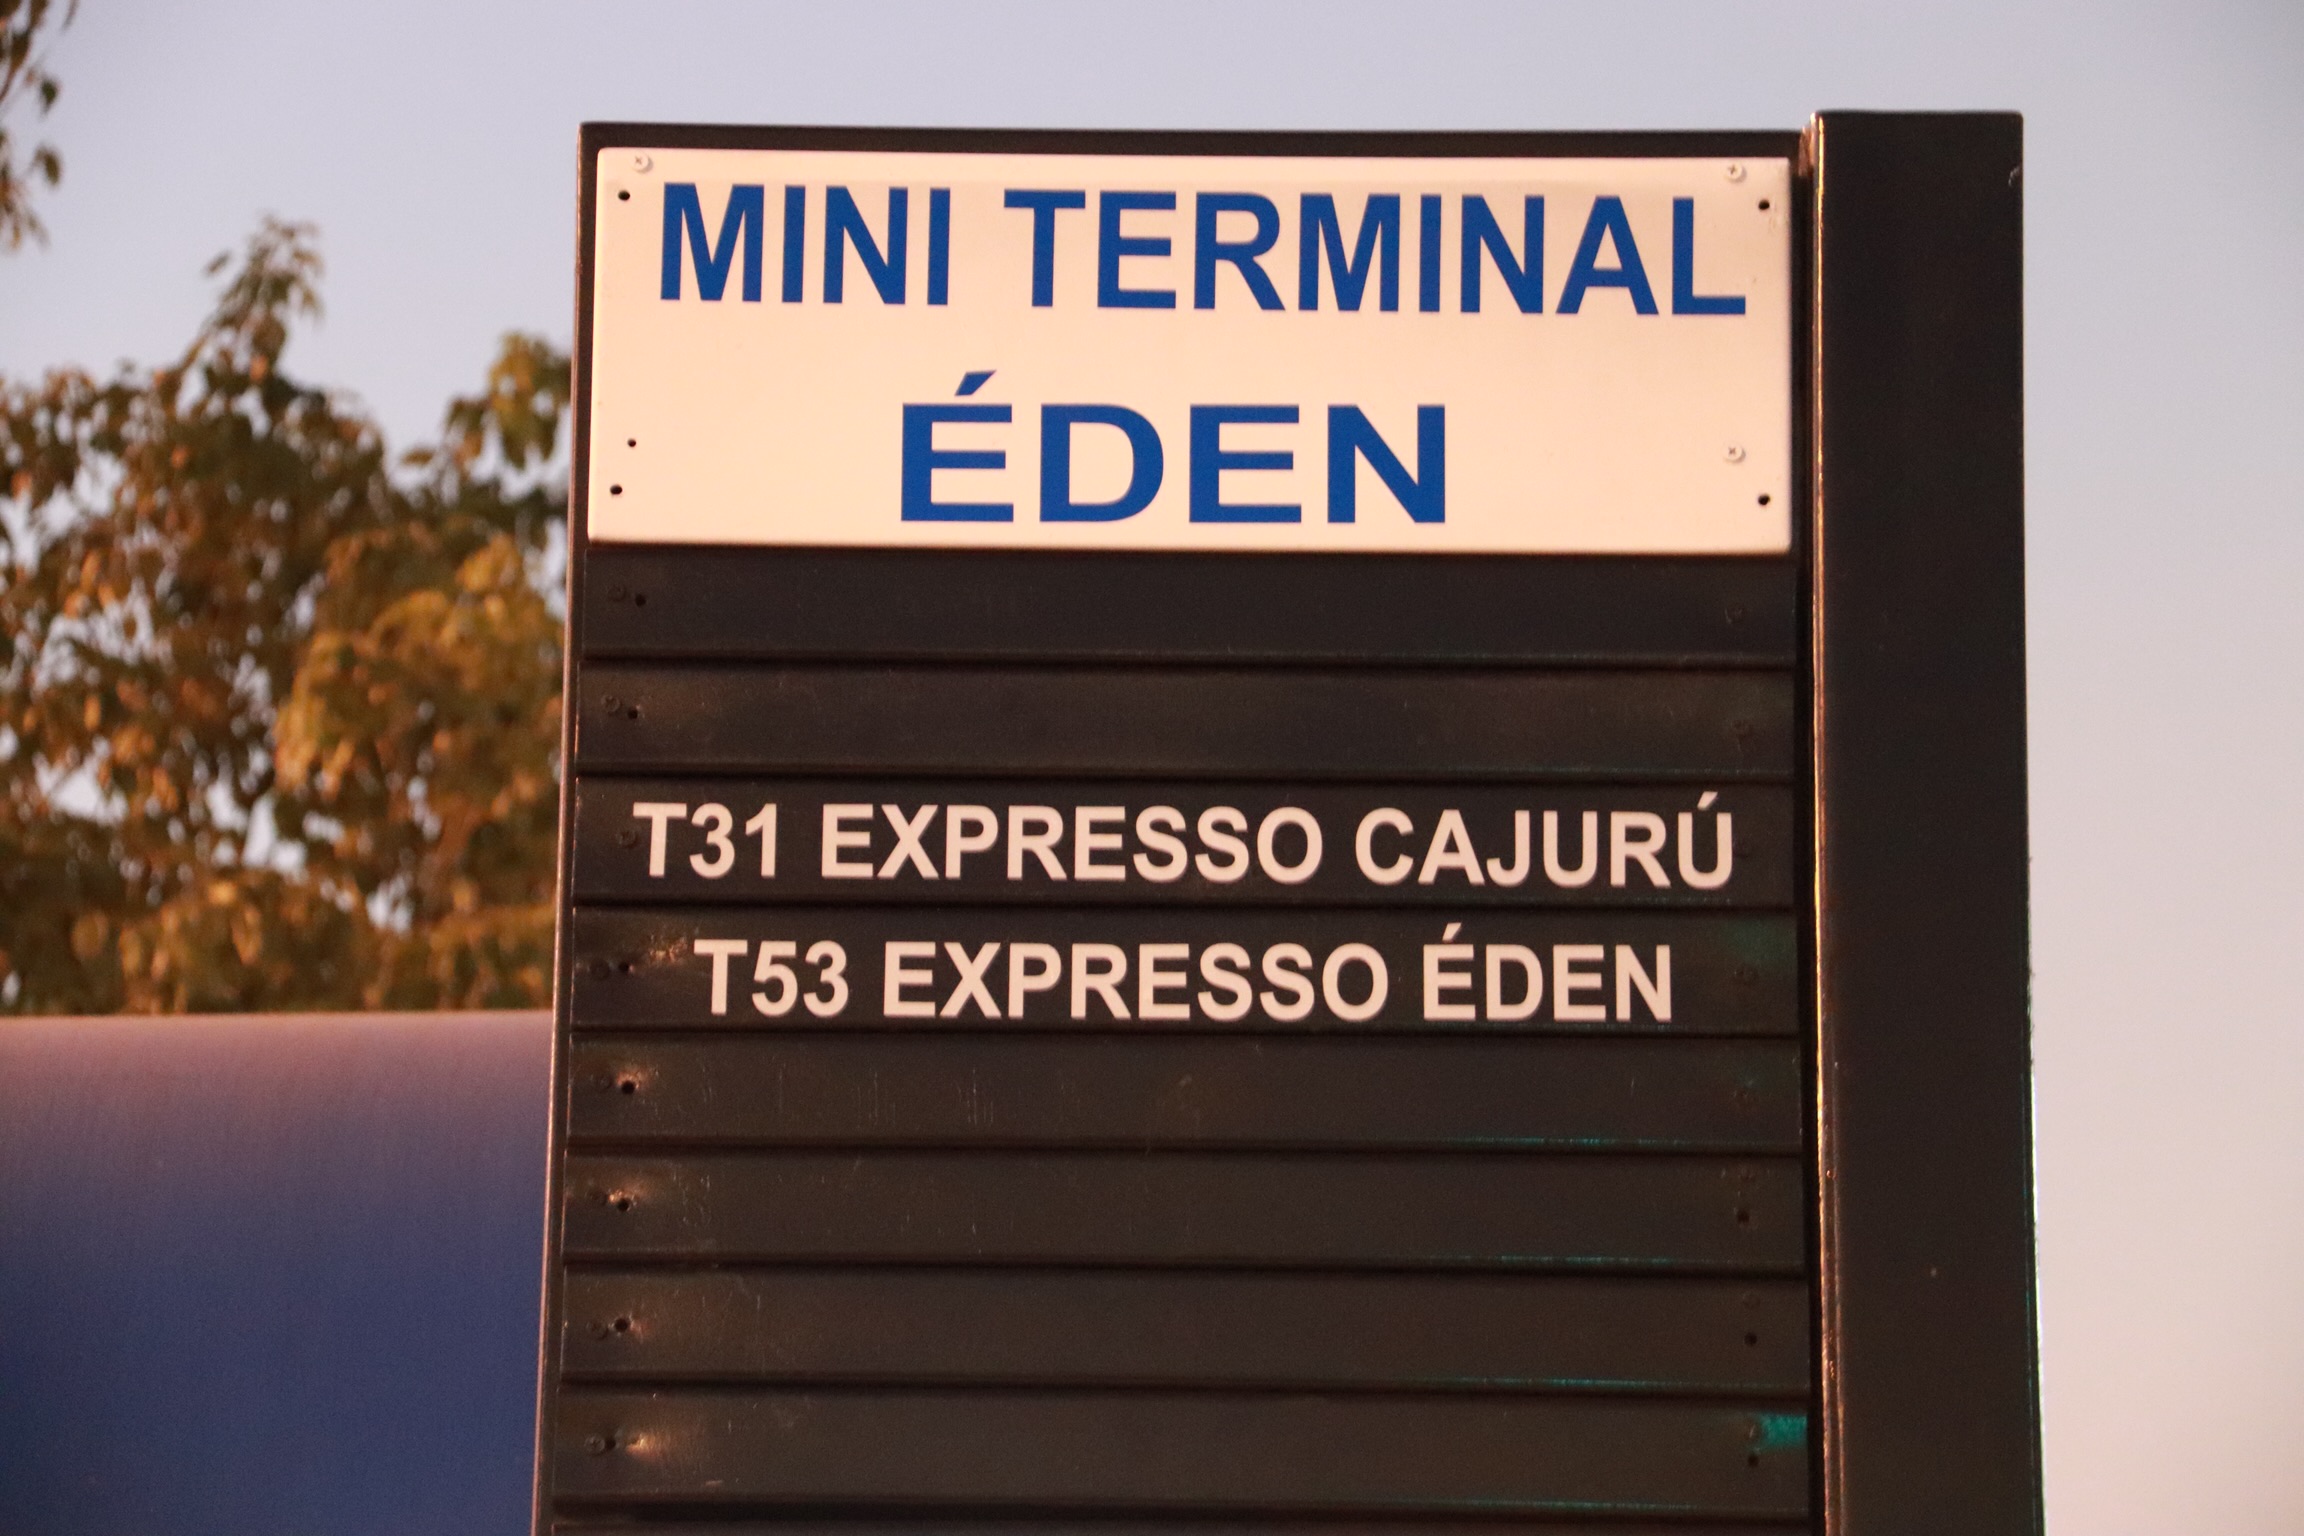 MINI TERMINAL
ÉDEN
T31 EXPRESSO CAJURÚ
T53 EXPRESSO ÉDEN